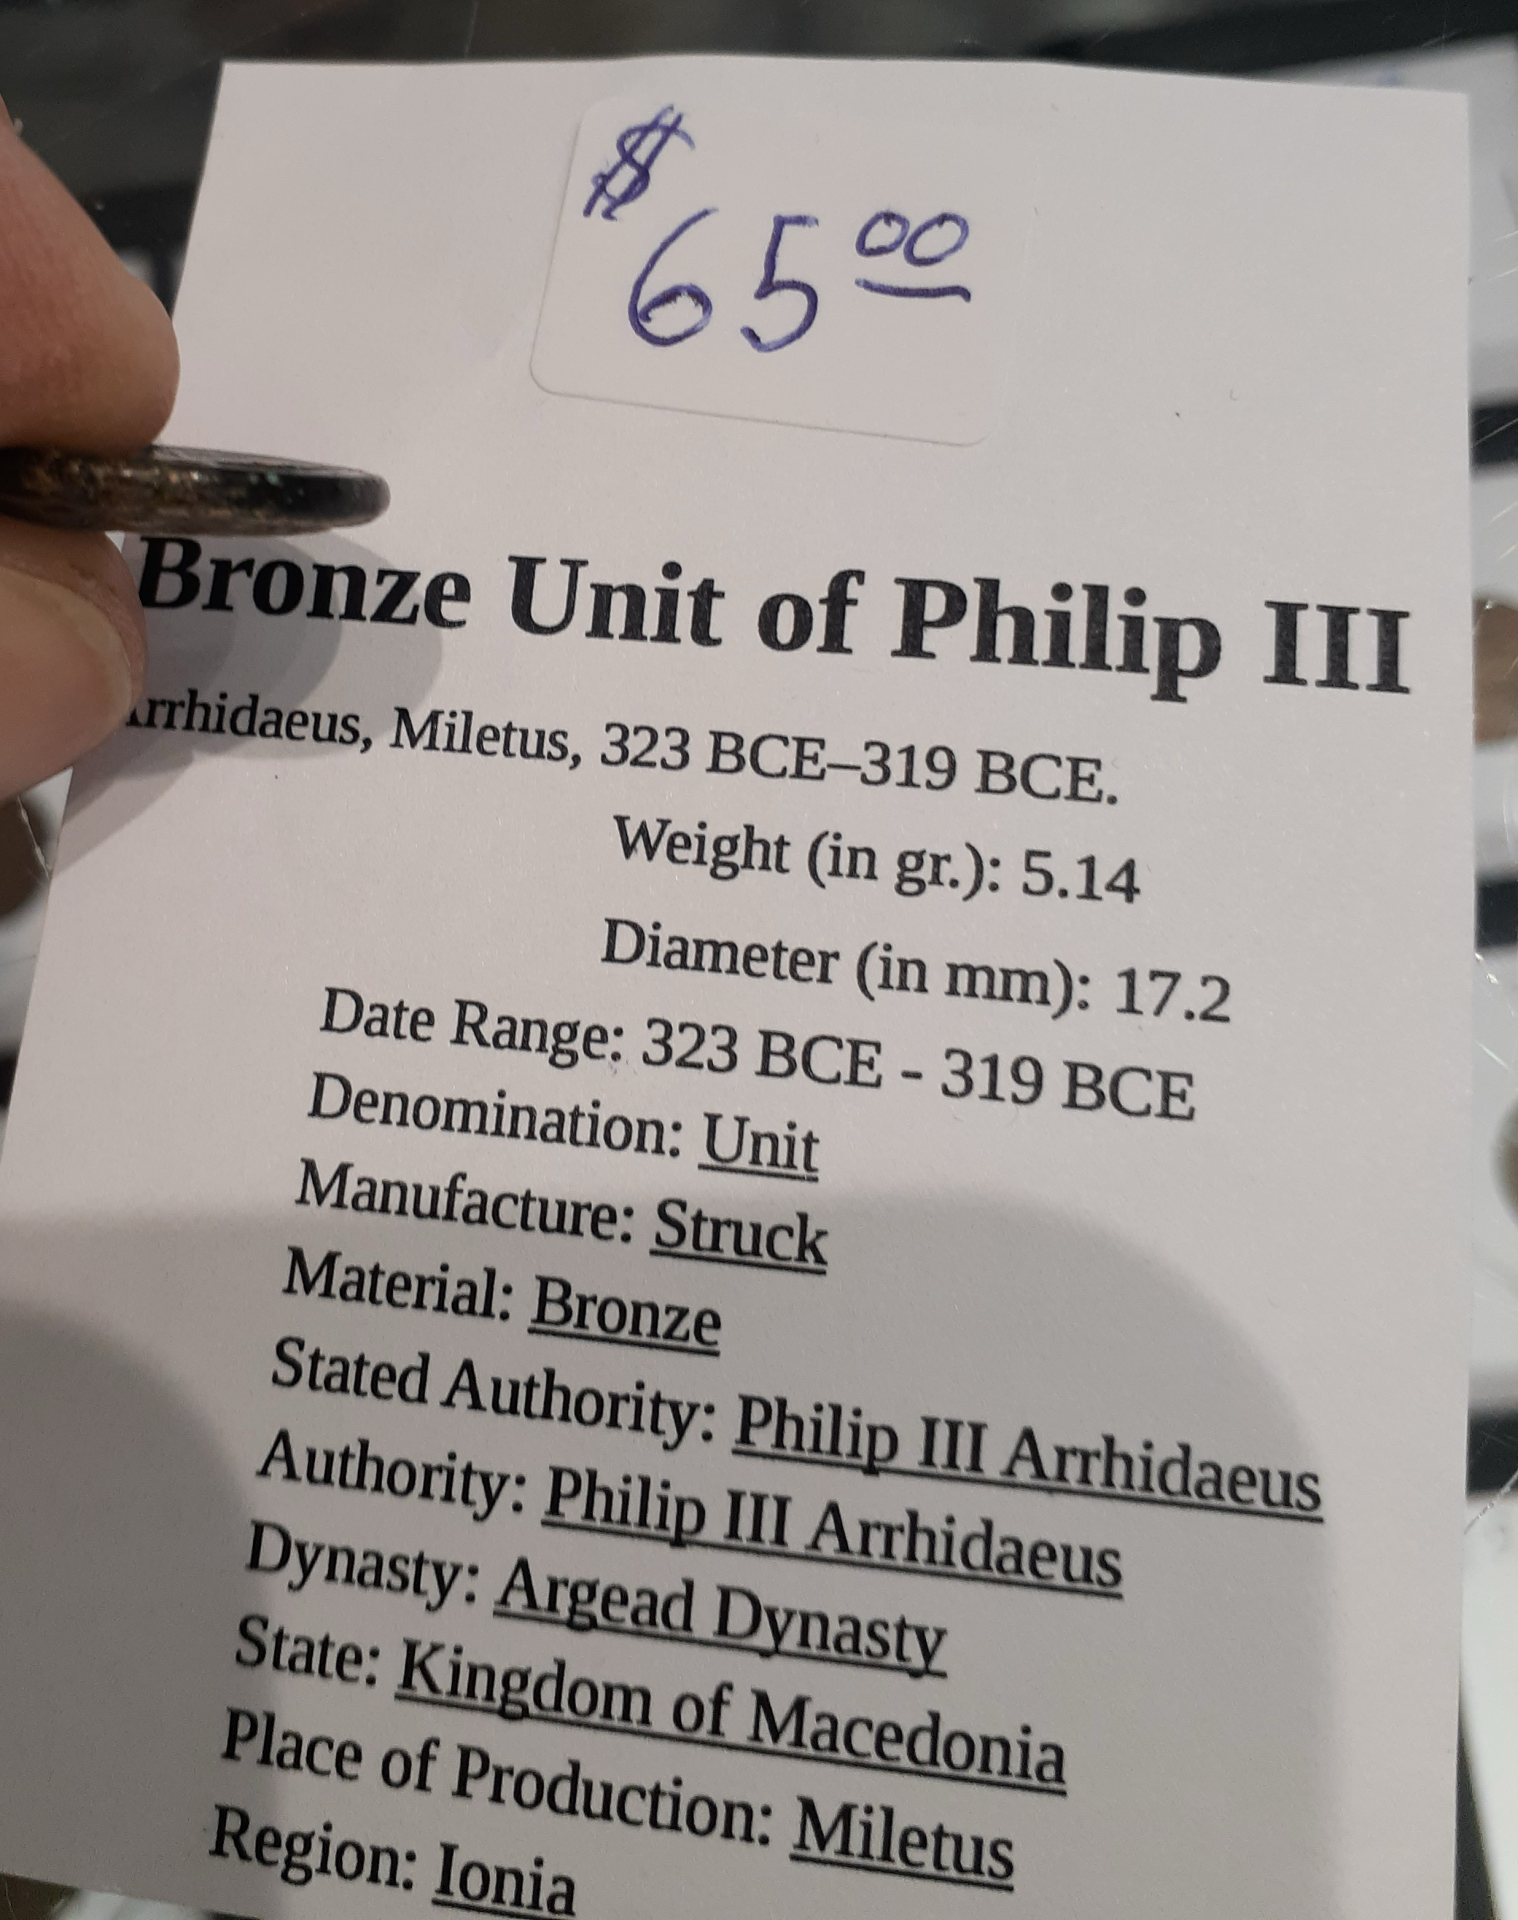 $
65 00
Bronze Unit of Philip III
rrhidaeus, Miletus, 323 BCE–319 BCE.
Weight (in gr.): 5.14
Diameter (in mm): 17.2
Date Range: 323 BCE - 319 BCE
Denomination: Unit
Manufacture: Struck
Material: Bronze
Stated Authority: Philip III Arrhidaeus
Authority: Philip III Arrhidaeus
Dynasty: Argead Dynasty
State: Kingdom of Macedonia
Place of Production: Miletus
Region: Ionia